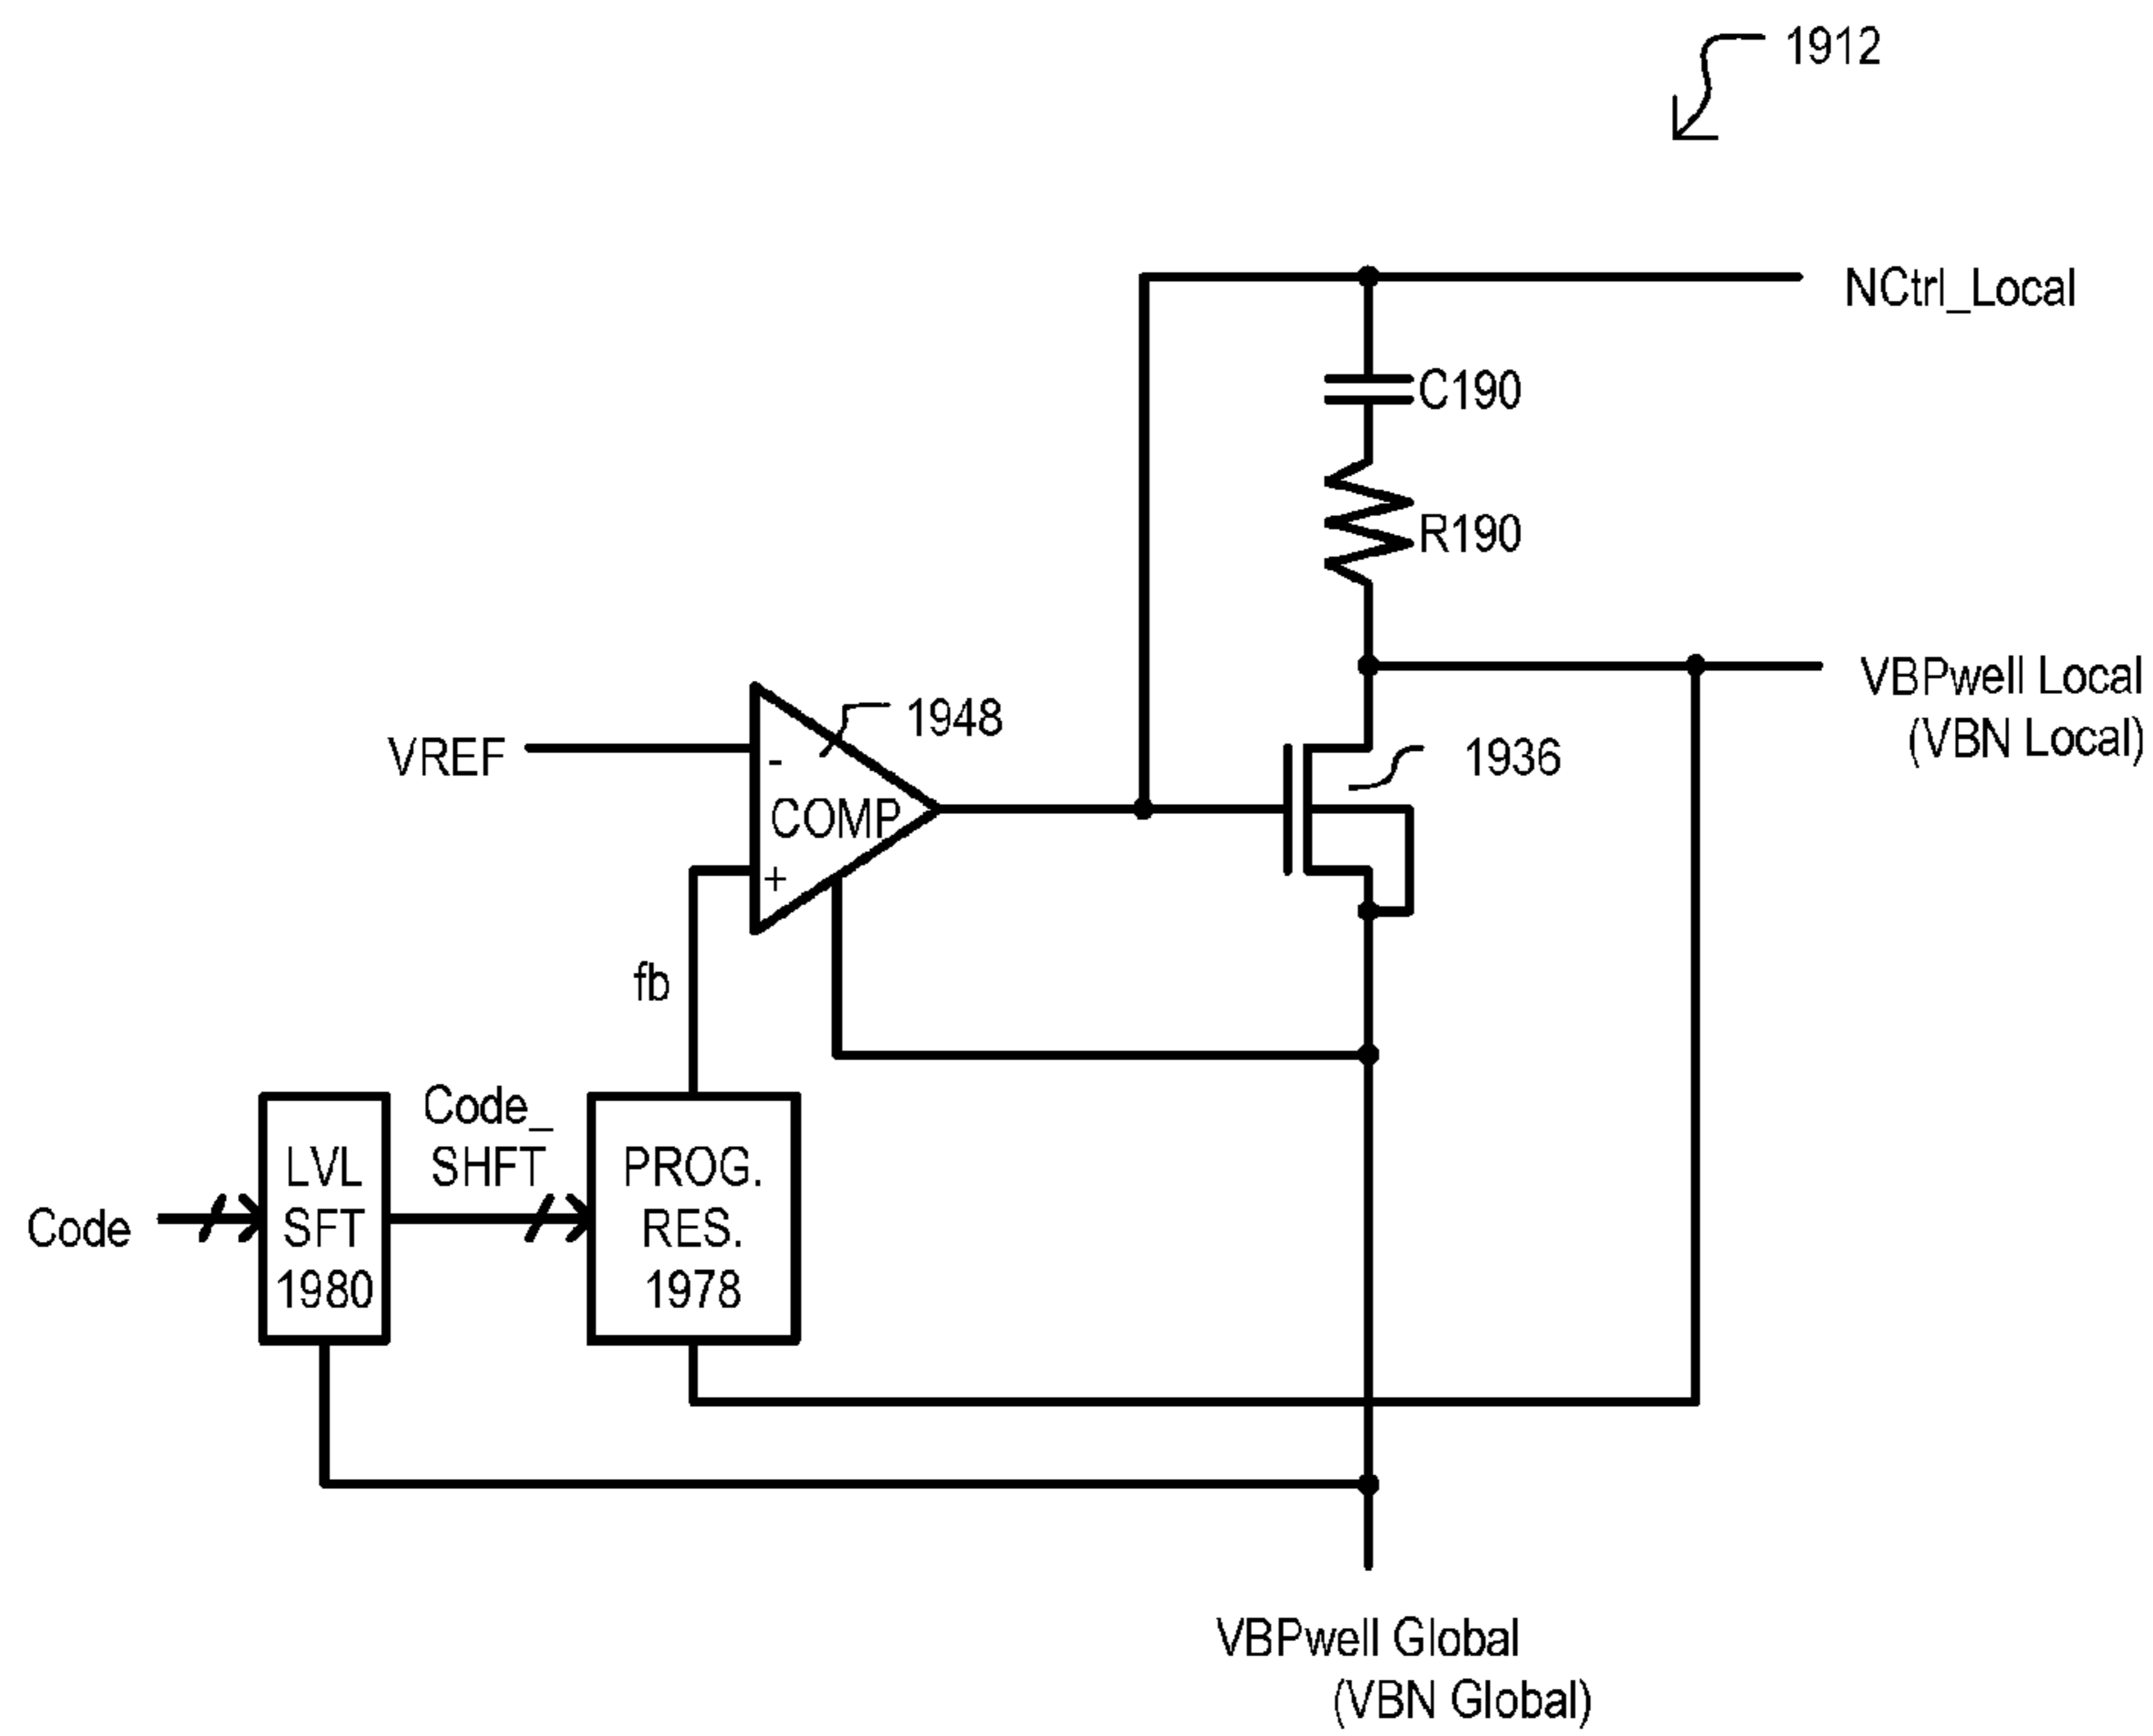 1912
NCtrl_Local
C190
R190
VBPwell Local
(VBN Local)
1948
1936
VREF
-
COMP
+
fb
Code_
SHFT
LVL
SFT
1980
PROG.
RES.
1978
Code
VBPwell Global
(VBN Global)